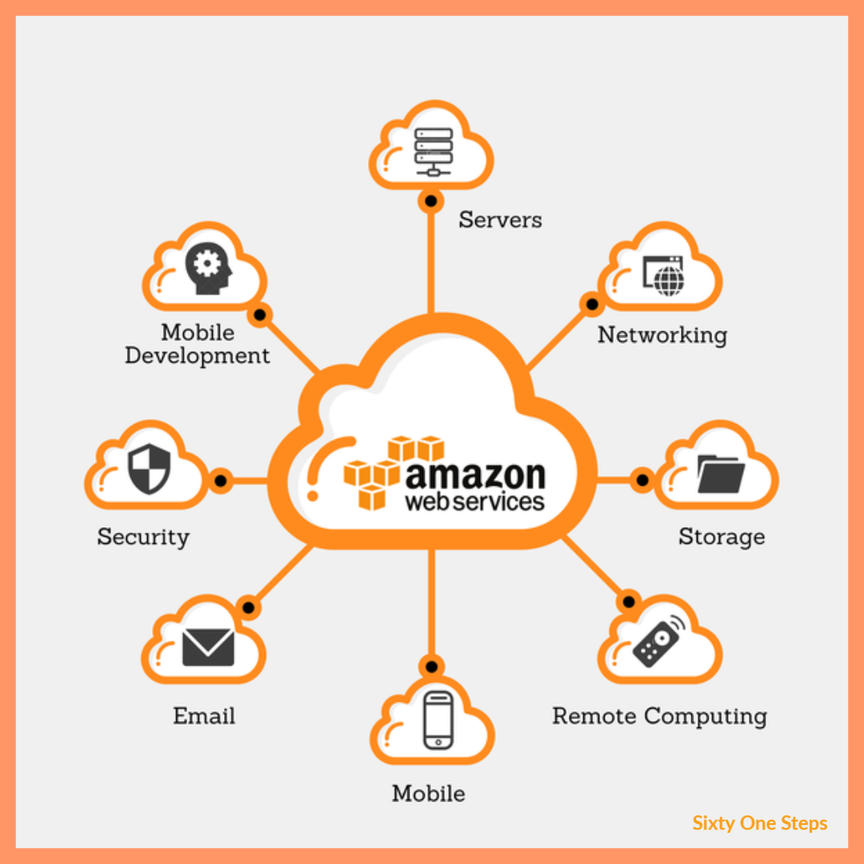 Servers
Networking
Mobile
Development
amazon
web services
Security
Storage
Email
Remote Computing
Mobile
Sixty One Steps